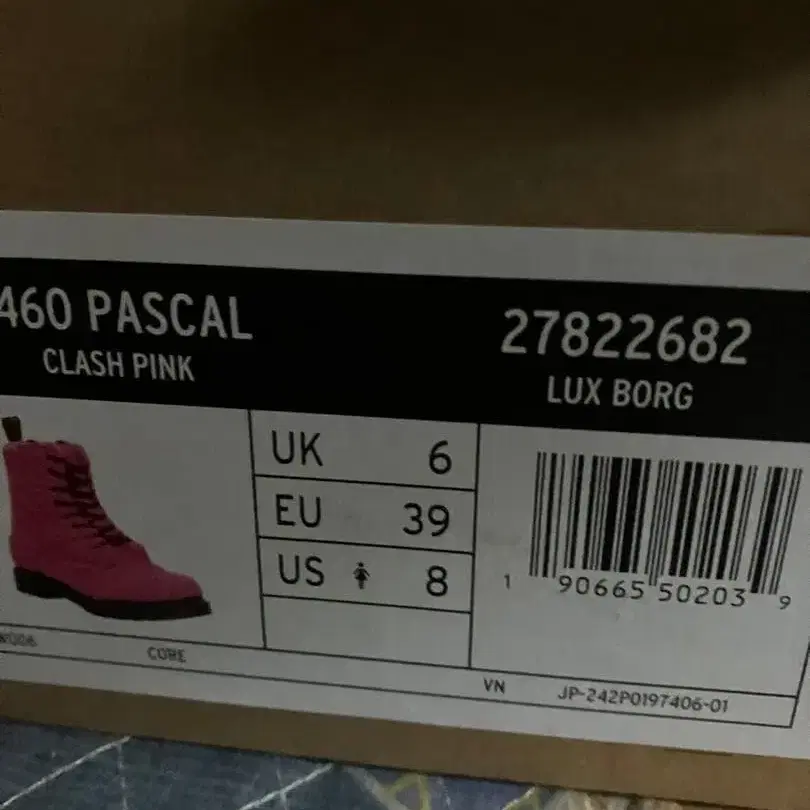 460 PASCAL
CLASH PINK
27822682
LUX BORG
UK 6
EU 39
US 8
1 90665 50203 9
CORE
VN JP-242P0197406-01